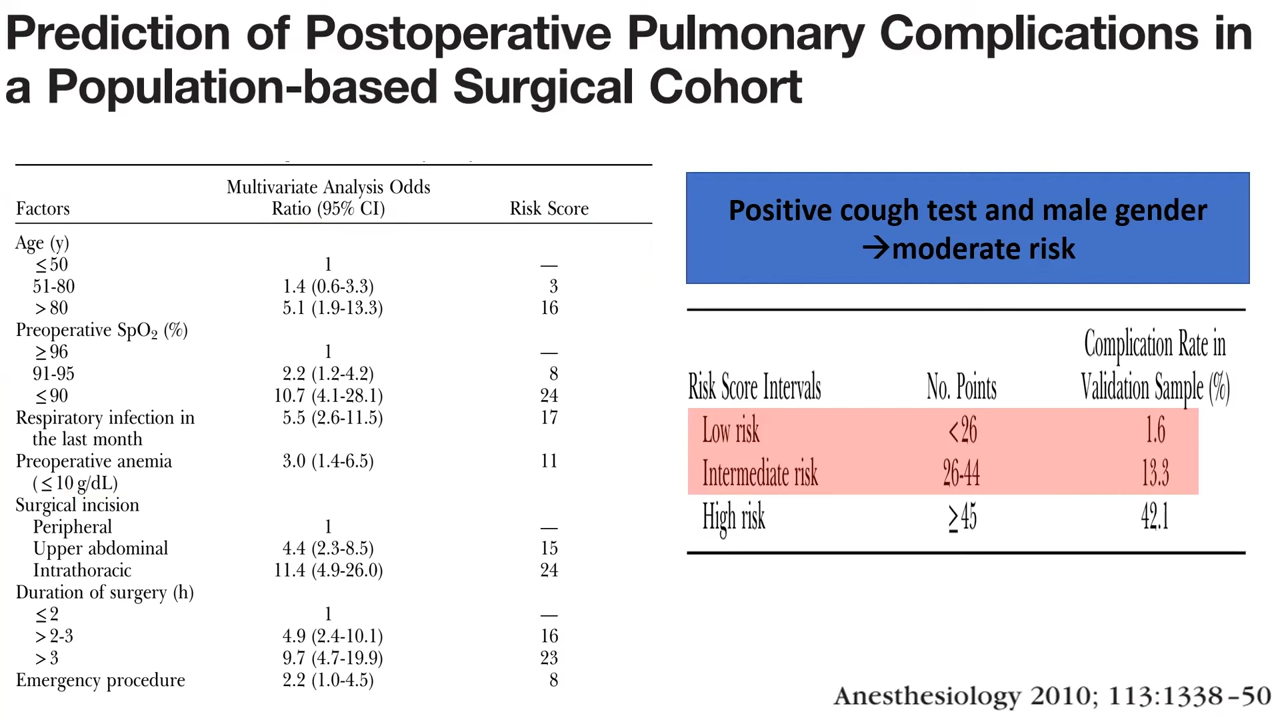 Prediction of Postoperative Pulmonary Complications in
a Population-based Surgical Cohort
Multivariate Analysis Odds
Factors Ratio (95% CI) Risk Score
Age (y)
≤50 1 —
51-80 1.4 (0.6-3.3) 3
>80 5.1 (1.9-13.3) 16
Preoperative SpO₂ (%)
≥96 1 —
91-95 2.2 (1.2-4.2) 8
≤90 10.7 (4.1-28.1) 24
Respiratory infection in 5.5 (2.6-11.5) 17
the last month
Preoperative anemia 3.0 (1.4-6.5) 11
(≤10 g/dL)
Surgical incision
Peripheral 1 —
Upper abdominal 4.4 (2.3-8.5) 15
Intrathoracic 11.4 (4.9-26.0) 24
Duration of surgery (h)
≤2 1 —
>2-3 4.9 (2.4-10.1) 16
>3 9.7 (4.7-19.9) 23
Emergency procedure 2.2 (1.0-4.5) 8
Positive cough test and male gender
→moderate risk
Complication Rate in
Risk Score Intervals No. Points Validation Sample (%)
Low risk <26 1.6
Intermediate risk 26-44 13.3
High risk ≥45 42.1
Anesthesiology 2010; 113:1338–50